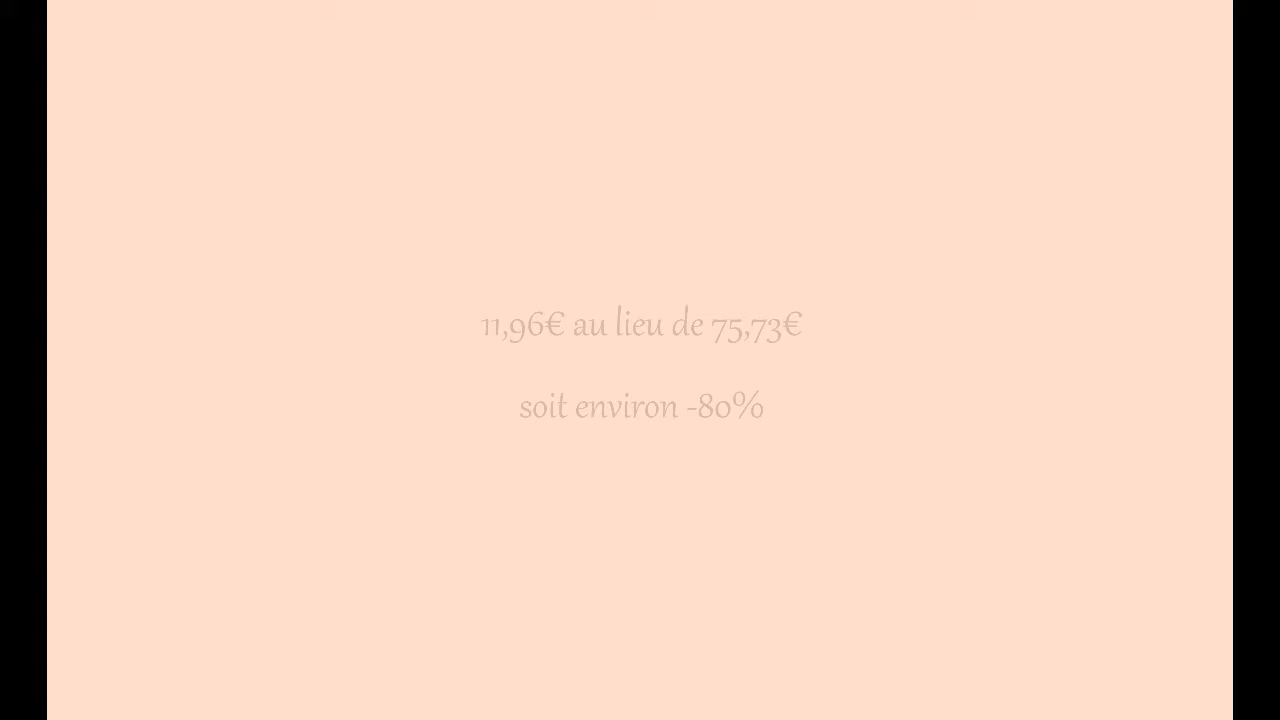 11,96€ au lieu de 75,73€
soit environ -80%